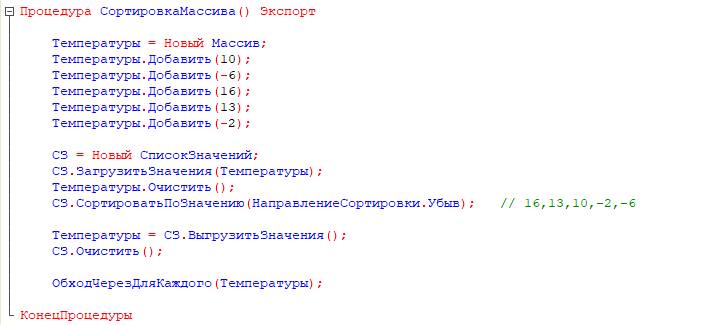 Процедура СортировкаМассива() Экспорт
Температуры = Новый Массив;
Температуры.Добавить(10);
Температуры.Добавить(-6);
Температуры.Добавить(16);
Температуры.Добавить(13);
Температуры.Добавить(-2);
СЗ = Новый СписокЗначений;
СЗ.ЗагрузитьЗначения(Температуры);
Температуры.Очистить();
СЗ.СортироватьПоЗначению(НаправлениеСортировки.Убыв);   // 16,13,10,-2,-6
Температуры = СЗ.ВыгрузитьЗначения();
СЗ.Очистить();
ОбходЧерезДляКаждого(Температуры);
КонецПроцедуры